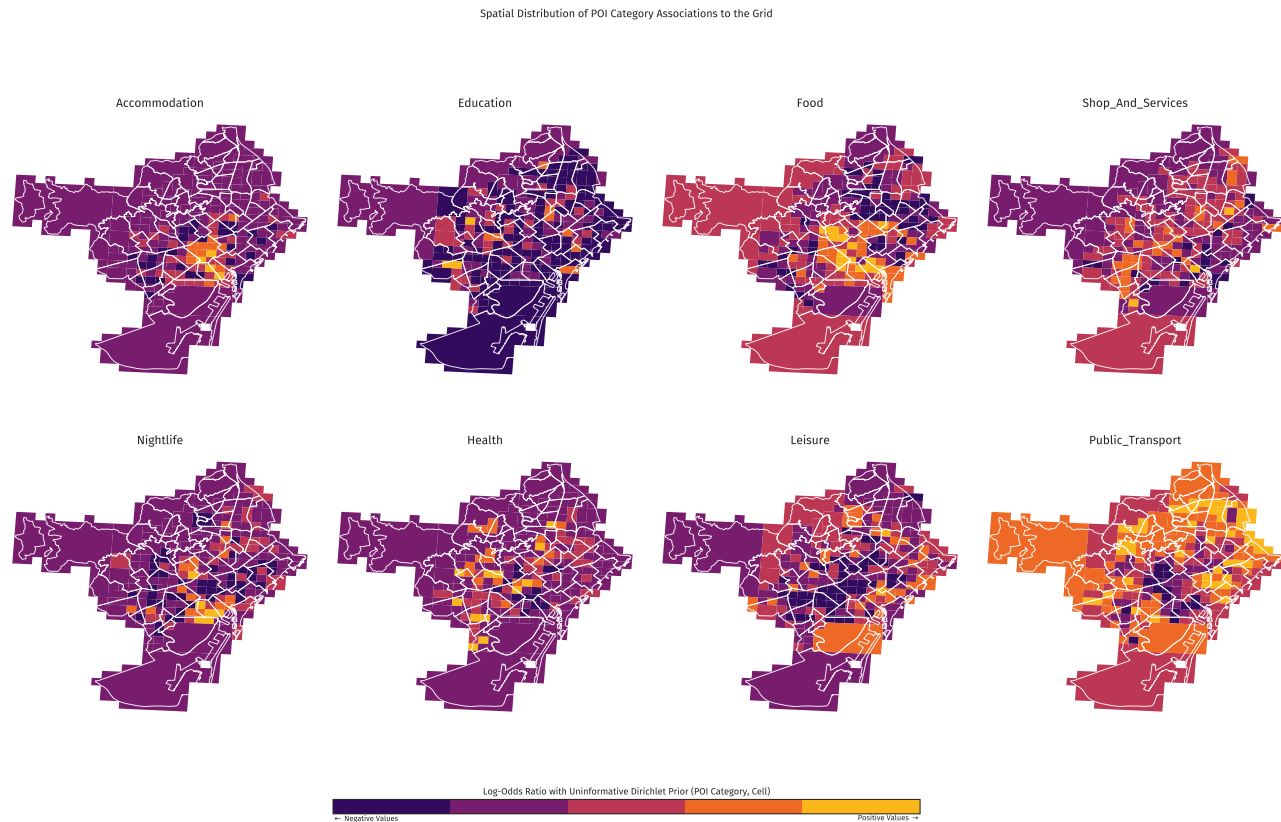 Spatial Distribution of POI Category Associations to the Grid
Accommodation
Education
Food
Shop_And_Services
Nightlife
Health
Leisure
Public_Transport
Log-Odds Ratio with Uninformative Dirichlet Prior (POI Category, Cell)
← Negative Values
Positive Values →